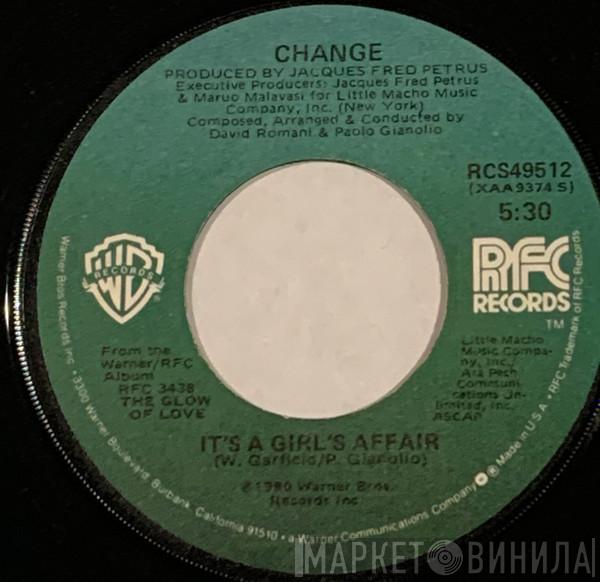 CHANGE
PRODUCED BY JACQUES FRED PETRUS
Executive Producers: Jacques Fred Petrus
& Maruo Malavasi for Little Macho Music
Company, Inc. (New York)
Composed, Arranged & Conducted by
David Romani & Paolo Gianolio
RCS49512
(XAA9374 S)
5:30
WB
RECORDS
RFC
RECORDS
TM
From the
Warner/RFC
Album
RFC 3438
THE GLOW
OF LOVE
Little Macho
Music Compa-
ny, Inc./
Ara Pesh
Communi-
cations Un-
limited, Inc.
ASCAP
IT'S A GIRL'S AFFAIR
(W. Garfield/P. Gianolio)
©1980 Warner Bros.
Records Inc.
Warner Bros Records Inc. • 3300 Warner Boulevard, Burbank, California 91510 • a Warner Communications Company • ® Made in U.S.A. • RFC Trademark of RFC Records
МАРКЕТ ВИНИЛА